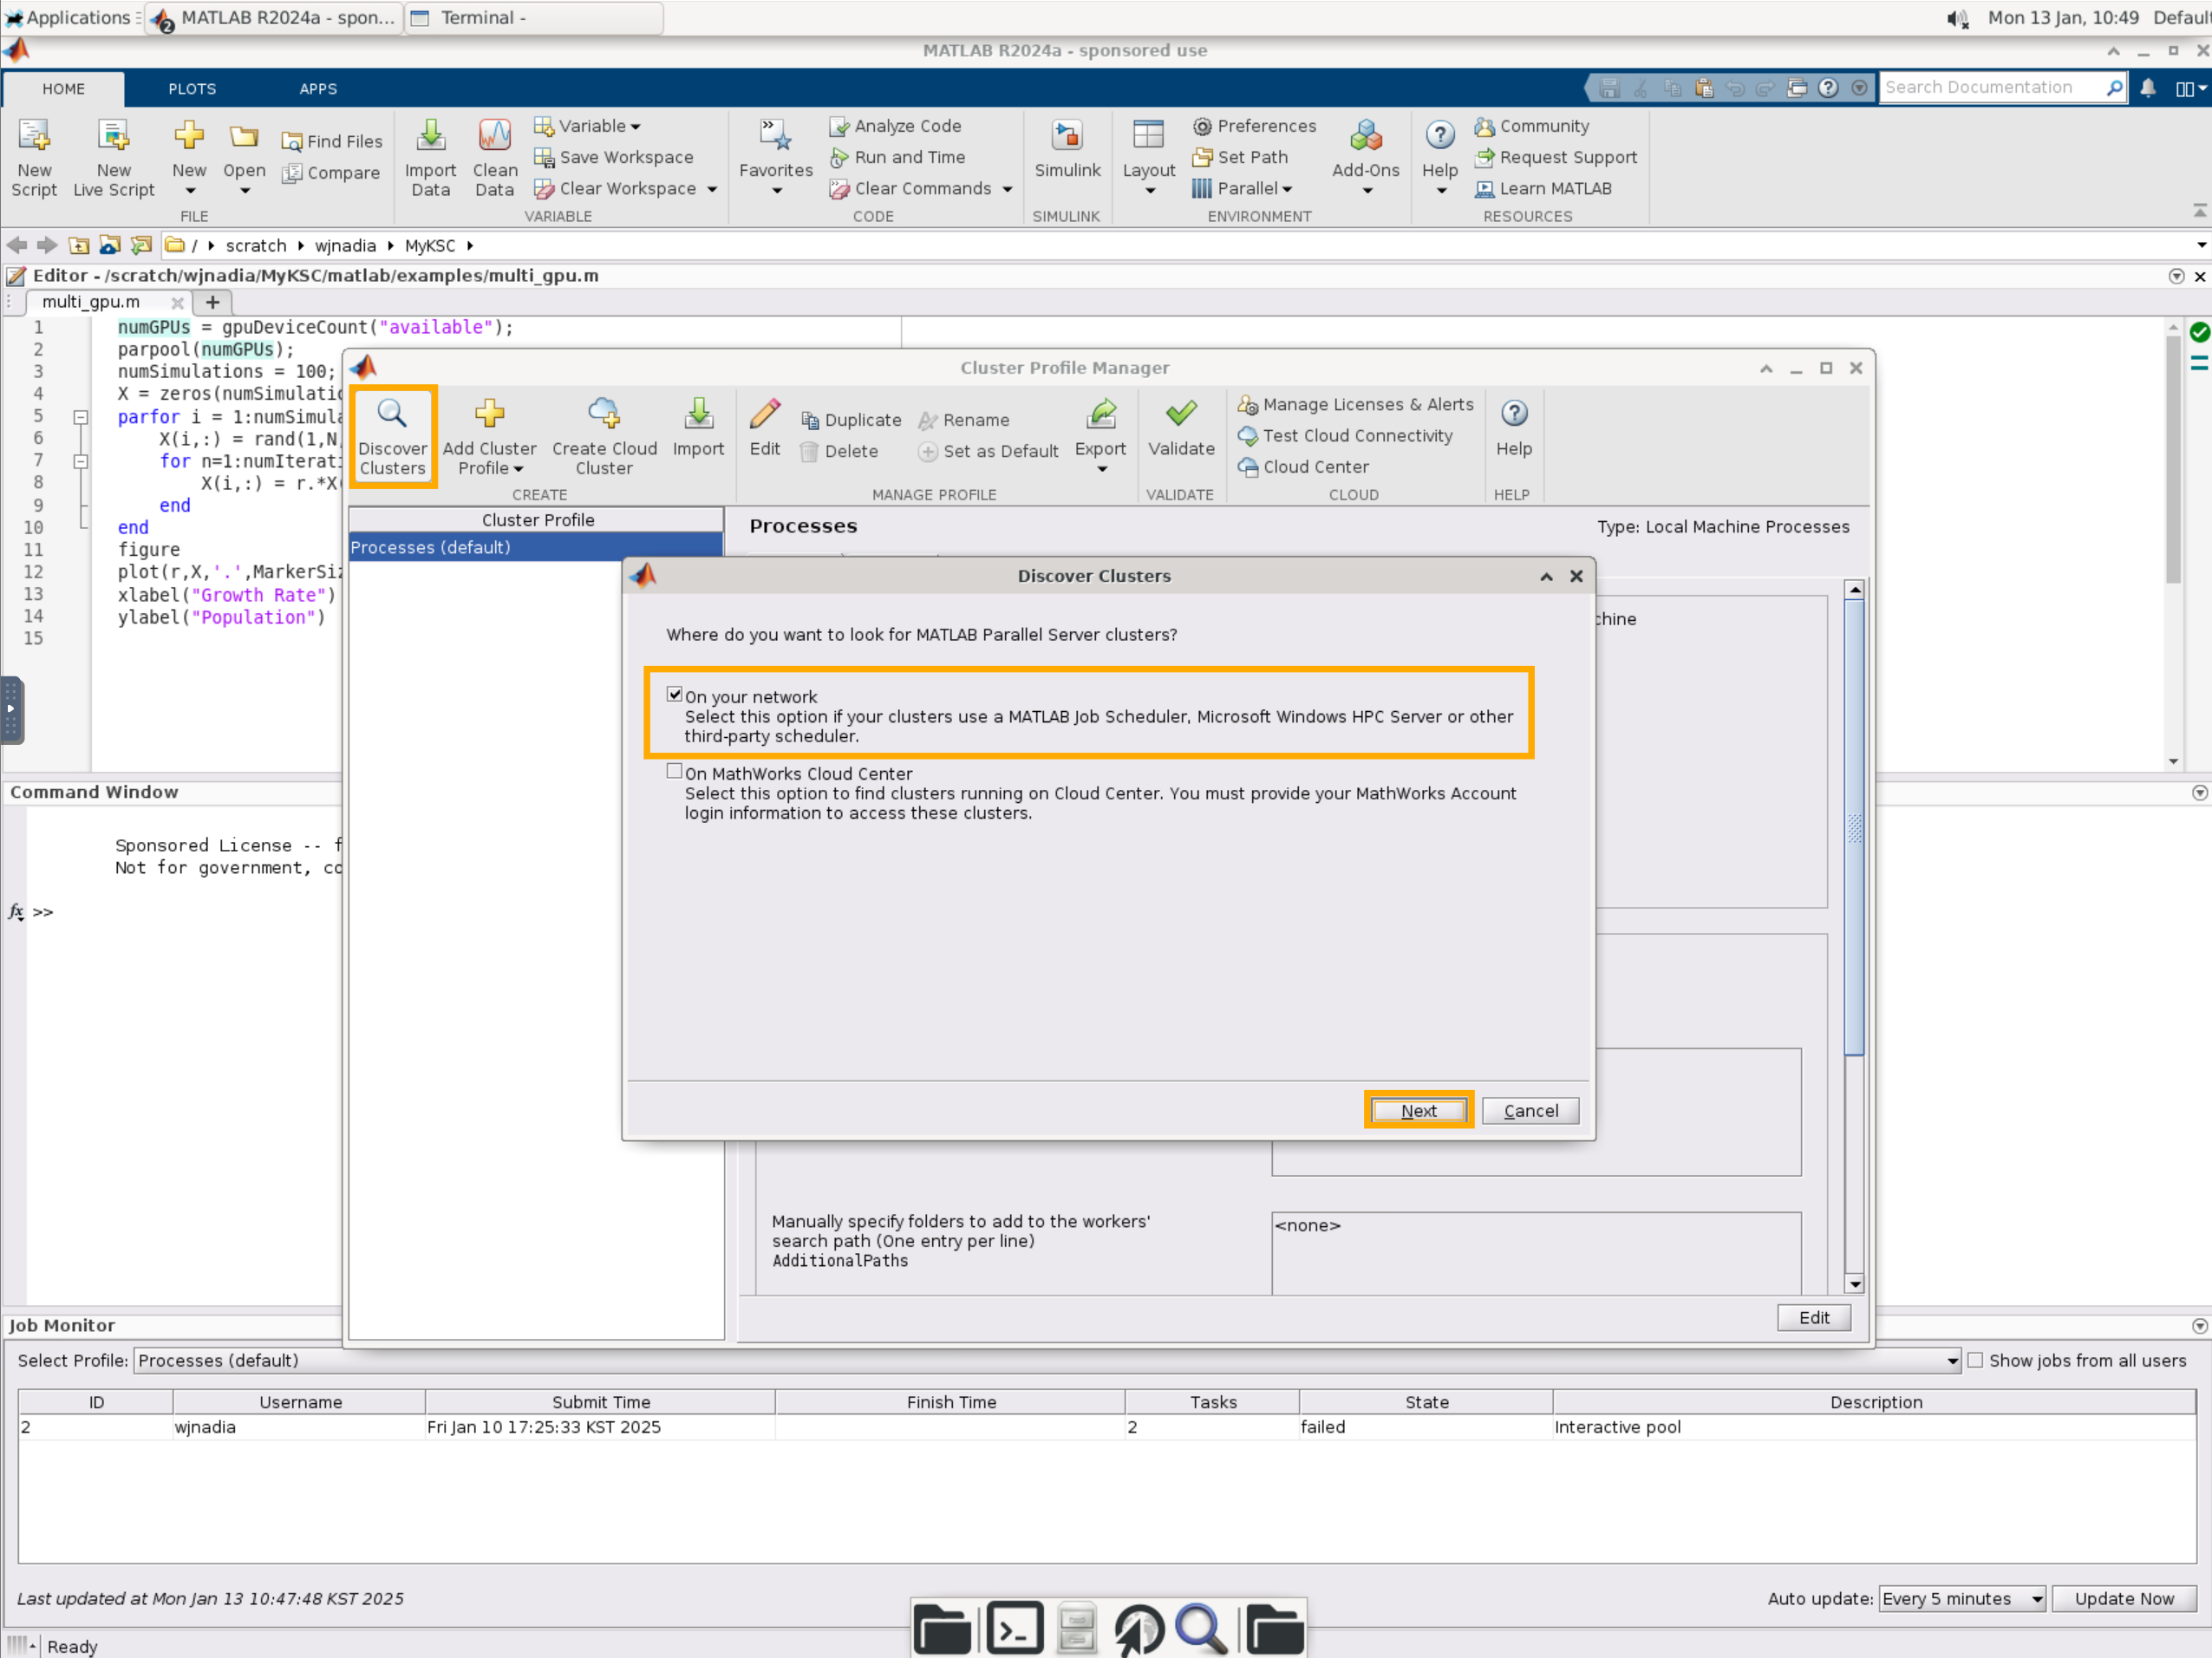 Applications
MATLAB R2024a - spon...
Terminal -
Mon 13 Jan, 10:49
MATLAB R2024a - sponsored use
HOME
PLOTS
APPS
Search Documentation
New Script
New Live Script
New
Open
Find Files
Compare
FILE
Import Data
Clean Data
Variable
Save Workspace
Clear Workspace
VARIABLE
Favorites
Analyze Code
Run and Time
Clear Commands
CODE
Simulink
SIMULINK
Layout
Preferences
Set Path
Parallel
Add-Ons
ENVIRONMENT
Help
Community
Request Support
Learn MATLAB
RESOURCES
/ scratch wjnadia MyKSC
Editor - /scratch/wjnadia/MyKSC/matlab/examples/multi_gpu.m
multi_gpu.m
1 numGPUs = gpuDeviceCount("available");
2 parpool(numGPUs);
3 numSimulations = 100;
4 X = zeros(numSimulatio
5 parfor i = 1:numSimula
6 X(i,:) = rand(1,N
7 for n=1:numIterati
8 X(i,:) = r.*X(
9 end
10 end
11 figure
12 plot(r,X,'.',MarkerSiz
13 xlabel("Growth Rate")
14 ylabel("Population")
15
Cluster Profile Manager
Discover Clusters
Add Cluster Profile
Create Cloud Cluster
Import
CREATE
Edit
Duplicate
Delete
Rename
Set as Default
Export
MANAGE PROFILE
Validate
VALIDATE
Manage Licenses & Alerts
Test Cloud Connectivity
Cloud Center
CLOUD
Help
HELP
Cluster Profile
Processes (default)
Processes
Type: Local Machine Processes
chine
Discover Clusters
Where do you want to look for MATLAB Parallel Server clusters?
On your network
Select this option if your clusters use a MATLAB Job Scheduler, Microsoft Windows HPC Server or other
third-party scheduler.
On MathWorks Cloud Center
Select this option to find clusters running on Cloud Center. You must provide your MathWorks Account
login information to access these clusters.
Next
Cancel
Manually specify folders to add to the workers'
search path (One entry per line)
AdditionalPaths
<none>
Edit
Command Window
Sponsored License -- f
Not for government, co
fx >>
Job Monitor
Select Profile: Processes (default)
Show jobs from all users
ID Username Submit Time Finish Time Tasks State Description
2 wjnadia Fri Jan 10 17:25:33 KST 2025 2 failed Interactive pool
Last updated at Mon Jan 13 10:47:48 KST 2025
Auto update: Every 5 minutes
Update Now
Ready